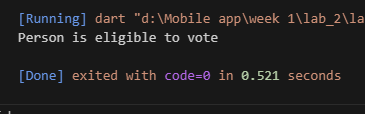 [Running] dart "d:\Mobile app\week 1\lab_2\la
Person is eligible to vote
[Done] exited with code=0 in 0.521 seconds